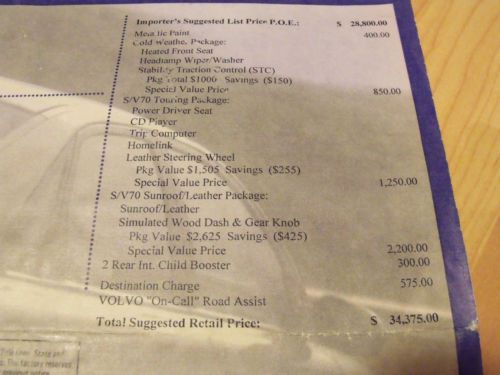 Importer's Suggested List Price P.O.E.: $ 28,800.00
Metallic Paint 400.00
Cold Weather Package:
Heated Front Seat
Headlamp Wiper/Washer
Stability Traction Control (STC)
Pkg Total $1000 Savings ($150)
Special Value Price 850.00
S/V70 Touring Package:
Power Driver Seat
CD Player
Trip Computer
Homelink
Leather Steering Wheel
Pkg Value $1,505 Savings ($255)
Special Value Price 1,250.00
S/V70 Sunroof/Leather Package:
Sunroof/Leather
Simulated Wood Dash & Gear Knob
Pkg Value $2,625 Savings ($425)
Special Value Price 2,200.00
2 Rear Int. Child Booster 300.00
Destination Charge 575.00
VOLVO "On-Call" Road Assist
Total Suggested Retail Price: $ 34,375.00
State and
The factory reserves